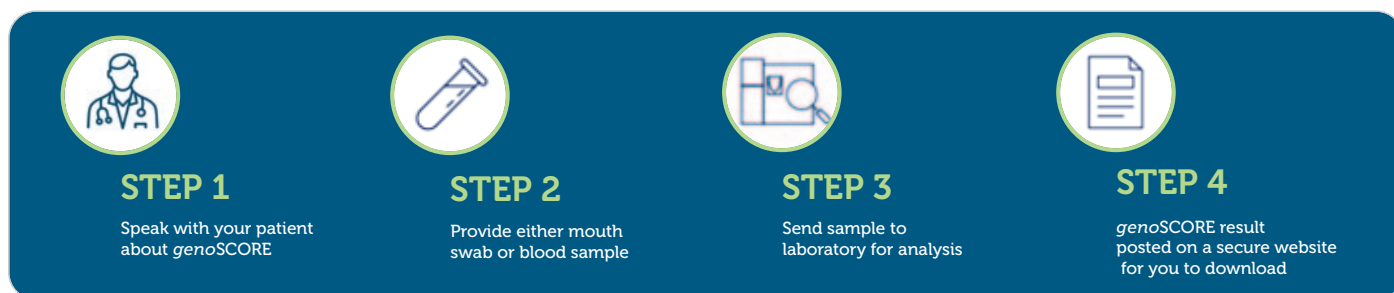 STEP 1
Speak with your patient
about genoSCORE
STEP 2
Provide either mouth
swab or blood sample
STEP 3
Send sample to
laboratory for analysis
STEP 4
genoSCORE result
posted on a secure website
for you to download